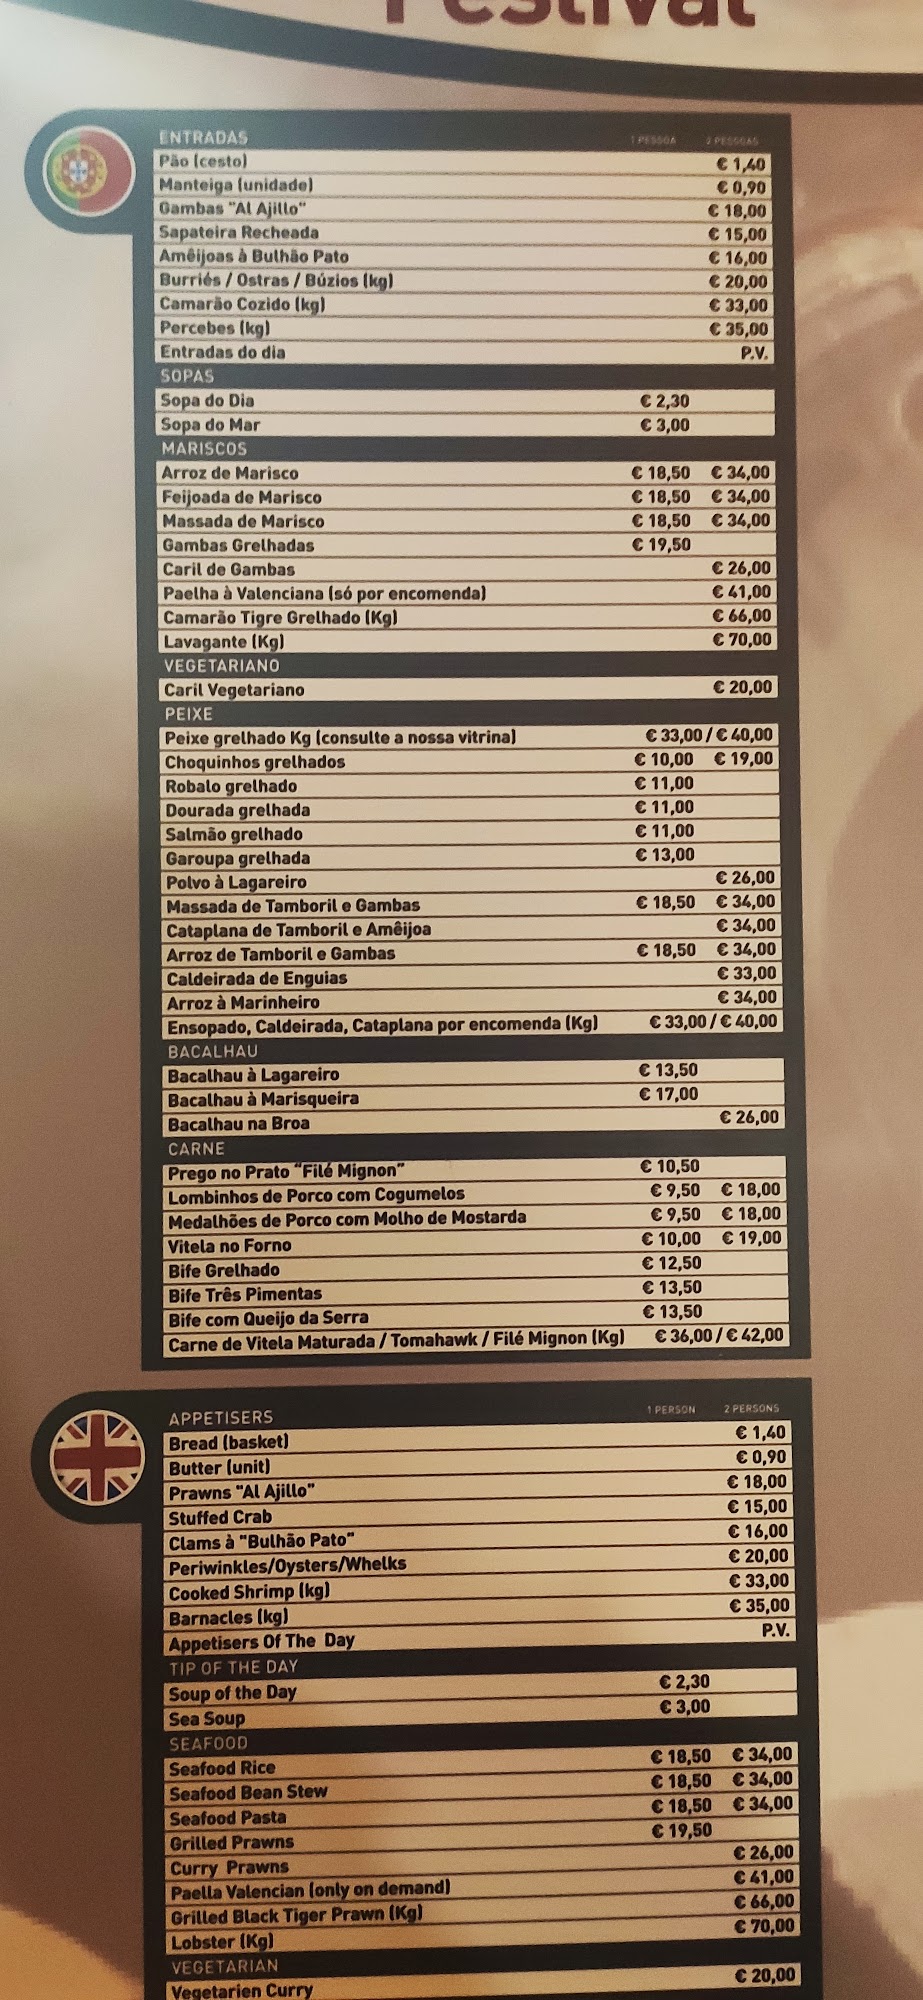 Festival
ENTRADAS 1 PESSOA 2 PESSOAS
Pão (cesto) € 1,40
Manteiga (unidade) € 0,90
Gambas "Al Ajillo" € 18,00
Sapateira Recheada € 15,00
Amêijoas à Bulhão Pato € 16,00
Burriés / Ostras / Búzios (kg) € 20,00
Camarão Cozido (kg) € 33,00
Percebes (kg) € 35,00
Entradas do dia P.V.
SOPAS
Sopa do Dia € 2,30
Sopa do Mar € 3,00
MARISCOS
Arroz de Marisco € 18,50 € 34,00
Feijoada de Marisco € 18,50 € 34,00
Massada de Marisco € 18,50 € 34,00
Gambas Grelhadas € 19,50
Caril de Gambas € 26,00
Paelha à Valenciana (só por encomenda) € 41,00
Camarão Tigre Grelhado (Kg) € 66,00
Lavagante (Kg) € 70,00
VEGETARIANO
Caril Vegetariano € 20,00
PEIXE
Peixe grelhado Kg (consulte a nossa vitrina) € 33,00 / € 40,00
Choquinhos grelhados € 10,00 € 19,00
Robalo grelhado € 11,00
Dourada grelhada € 11,00
Salmão grelhado € 11,00
Garoupa grelhada € 13,00
Polvo à Lagareiro € 26,00
Massada de Tamboril e Gambas € 18,50 € 34,00
Cataplana de Tamboril e Amêijoa € 34,00
Arroz de Tamboril e Gambas € 18,50 € 34,00
Caldeirada de Enguias € 33,00
Arroz à Marinheiro € 34,00
Ensopado, Caldeirada, Cataplana por encomenda (Kg) € 33,00 / € 40,00
BACALHAU
Bacalhau à Lagareiro € 13,50
Bacalhau à Marisqueira € 17,00
Bacalhau na Broa € 26,00
CARNE
Prego no Prato "Filé Mignon" € 10,50
Lombinhos de Porco com Cogumelos € 9,50 € 18,00
Medalhões de Porco com Molho de Mostarda € 9,50 € 18,00
Vitela no Forno € 10,00 € 19,00
Bife Grelhado € 12,50
Bife Três Pimentas € 13,50
Bife com Queijo da Serra € 13,50
Carne de Vitela Maturada / Tomahawk / Filé Mignon (Kg) € 36,00 / € 42,00
APPETISERS 1 PERSON 2 PERSONS
Bread (basket) € 1,40
Butter (unit) € 0,90
Prawns "Al Ajillo" € 18,00
Stuffed Crab € 15,00
Clams à "Bulhão Pato" € 16,00
Periwinkles/Oysters/Whelks € 20,00
Cooked Shrimp (kg) € 33,00
Barnacles (kg) € 35,00
Appetisers Of The Day P.V.
TIP OF THE DAY
Soup of the Day € 2,30
Sea Soup € 3,00
SEAFOOD
Seafood Rice € 18,50 € 34,00
Seafood Bean Stew € 18,50 € 34,00
Seafood Pasta € 18,50 € 34,00
Grilled Prawns € 19,50
Curry Prawns € 26,00
Paella Valencian (only on demand) € 41,00
Grilled Black Tiger Prawn (Kg) € 66,00
Lobster (Kg) € 70,00
VEGETARIAN
Vegetarien Curry € 20,00